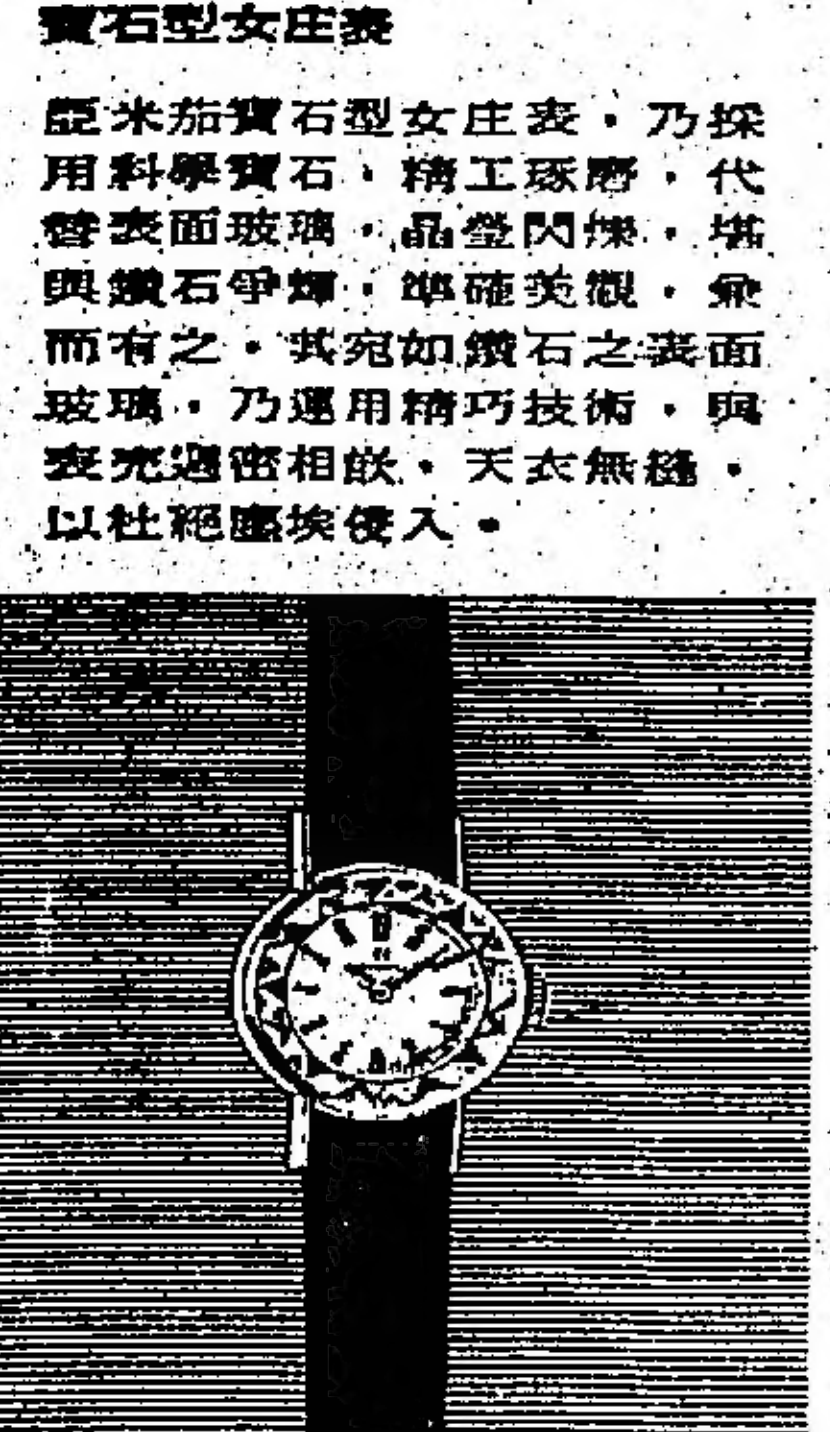 寶石型女庄表
亞米茄寶石型女庄表，乃採
用科學寶石，精工琢磨，代
替表面玻璃，晶瑩閃爍，堪
與鑽石爭輝，準確美觀，兼
而有之。其宛如鑽石之表面
玻璃，乃運用精巧技術，與
表壳週密相嵌，天衣無縫，
以杜絕塵埃侵入。